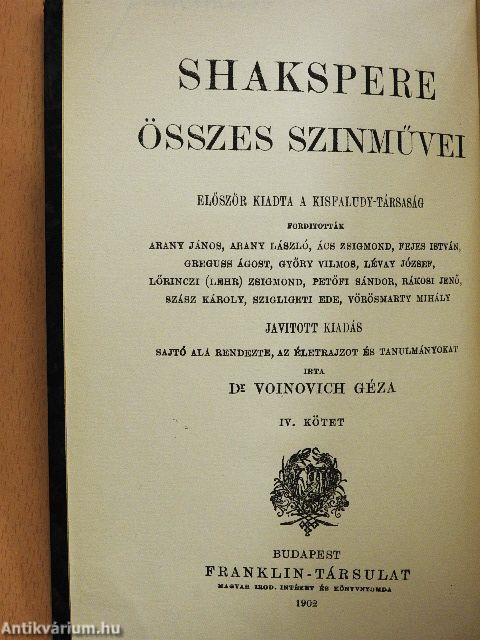 SHAKSPERE
ÖSSZES SZINMŰVEI
ELŐSZÖR KIADTA A KISFALUDY-TÁRSASÁG
FORDITOTTÁK
ARANY JÁNOS, ARANY LÁSZLÓ, ÁCS ZSIGMOND, FEJES ISTVÁN,
GREGUSS ÁGOST, GYŐRY VILMOS, LÉVAY JÓZSEF,
LŐRINCZI (LEHR) ZSIGMOND, PETŐFI SÁNDOR, RÁKOSI JENŐ,
SZÁSZ KÁROLY, SZIGLIGETI EDE, VÖRÖSMARTY MIHÁLY
JAVITOTT KIADÁS
SAJTÓ ALÁ RENDEZTE, AZ ÉLETRAJZOT ÉS TANULMÁNYOKAT
IRTA
Dr VOINOVICH GÉZA
IV. KÖTET
BUDAPEST
FRANKLIN-TÁRSULAT
MAGYAR IROD. INTÉZET ÉS KÖNYVNYOMDA
1902
Antikvárium.hu